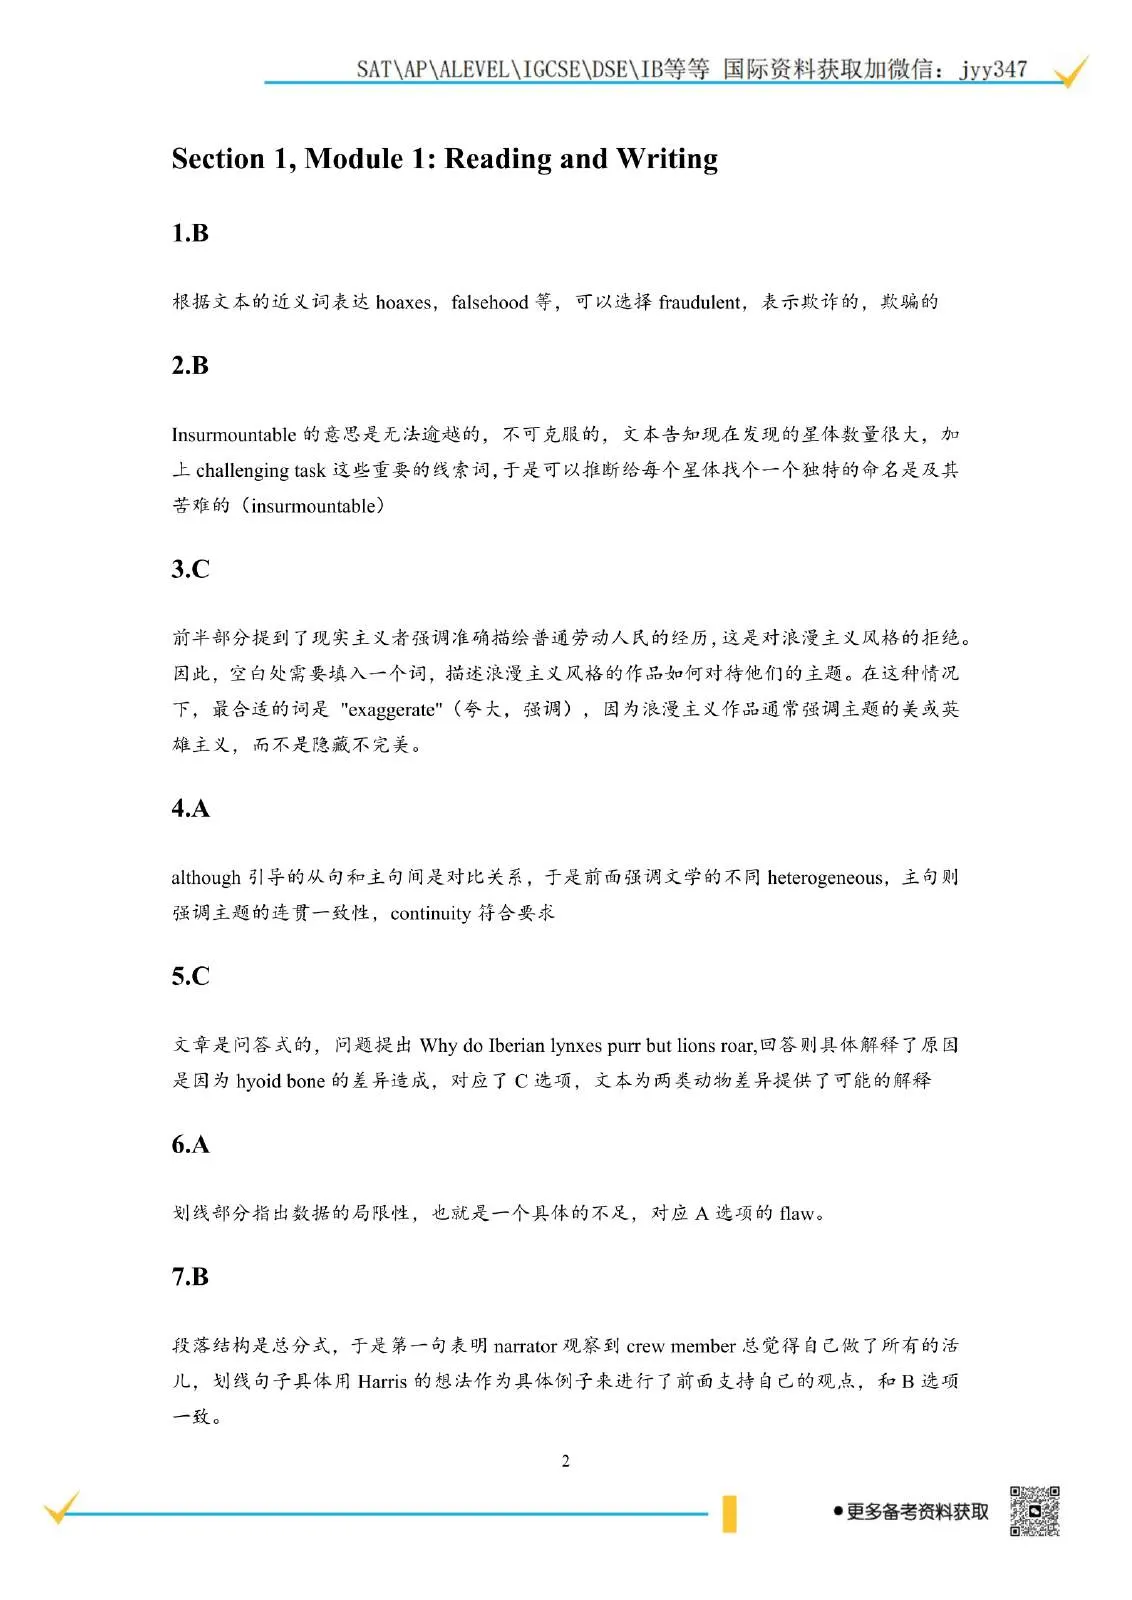 SAT\AP\ALEVEL\IGCSE\DSE\IB等等 国际资料获取加微信：jyy347
Section 1, Module 1: Reading and Writing
1.B
根据文本的近义词表达 hoaxes，falsehood 等，可以选择 fraudulent，表示欺诈的，欺骗的
2.B
Insurmountable 的意思是无法逾越的，不可克服的，文本告知现在发现的星体数量很大，加
上 challenging task 这些重要的线索词，于是可以推断给每个星体找个一个独特的命名是及其
苦难的（insurmountable）
3.C
前半部分提到了现实主义者强调准确描绘普通劳动人民的经历，这是对浪漫主义风格的拒绝。
因此，空白处需要填入一个词，描述浪漫主义风格的作品如何对待他们的主题。在这种情况
下，最合适的词是 "exaggerate"（夸大，强调），因为浪漫主义作品通常强调主题的美或英
雄主义，而不是隐藏不完美。
4.A
although 引导的从句和主句间是对比关系，于是前面强调文学的不同 heterogeneous，主句则
强调主题的连贯一致性，continuity 符合要求
5.C
文章是问答式的，问题提出 Why do Iberian lynxes purr but lions roar,回答则具体解释了原因
是因为 hyoid bone 的差异造成，对应了 C 选项，文本为两类动物差异提供了可能的解释
6.A
划线部分指出数据的局限性，也就是一个具体的不足，对应 A 选项的 flaw。
7.B
段落结构是总分式，于是第一句表明 narrator 观察到 crew member 总觉得自己做了所有的活
儿，划线句子具体用 Harris 的想法作为具体例子来进行了前面支持自己的观点，和 B 选项
一致。
2
●更多备考资料获取